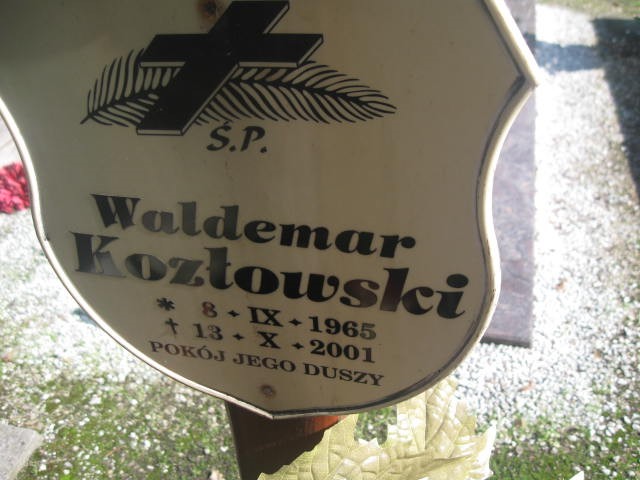 Ś.P.
Waldemar
Kozłowski
* 8 + IX + 1965
† 13 + X + 2001
POKÓJ JEGO DUSZY